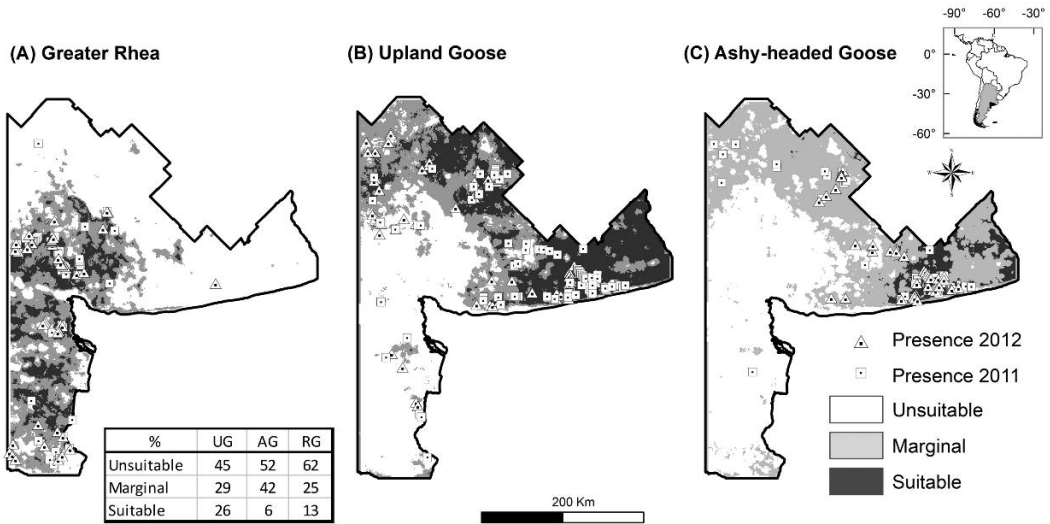 (A) Greater Rhea
(B) Upland Goose
(C) Ashy-headed Goose
-90° -60° -30°
0°
-30°
-60°
Presence 2012
Presence 2011
Unsuitable
Marginal
Suitable
% UG AG RG
Unsuitable 45 52 62
Marginal 29 42 25
Suitable 26 6 13
200 Km